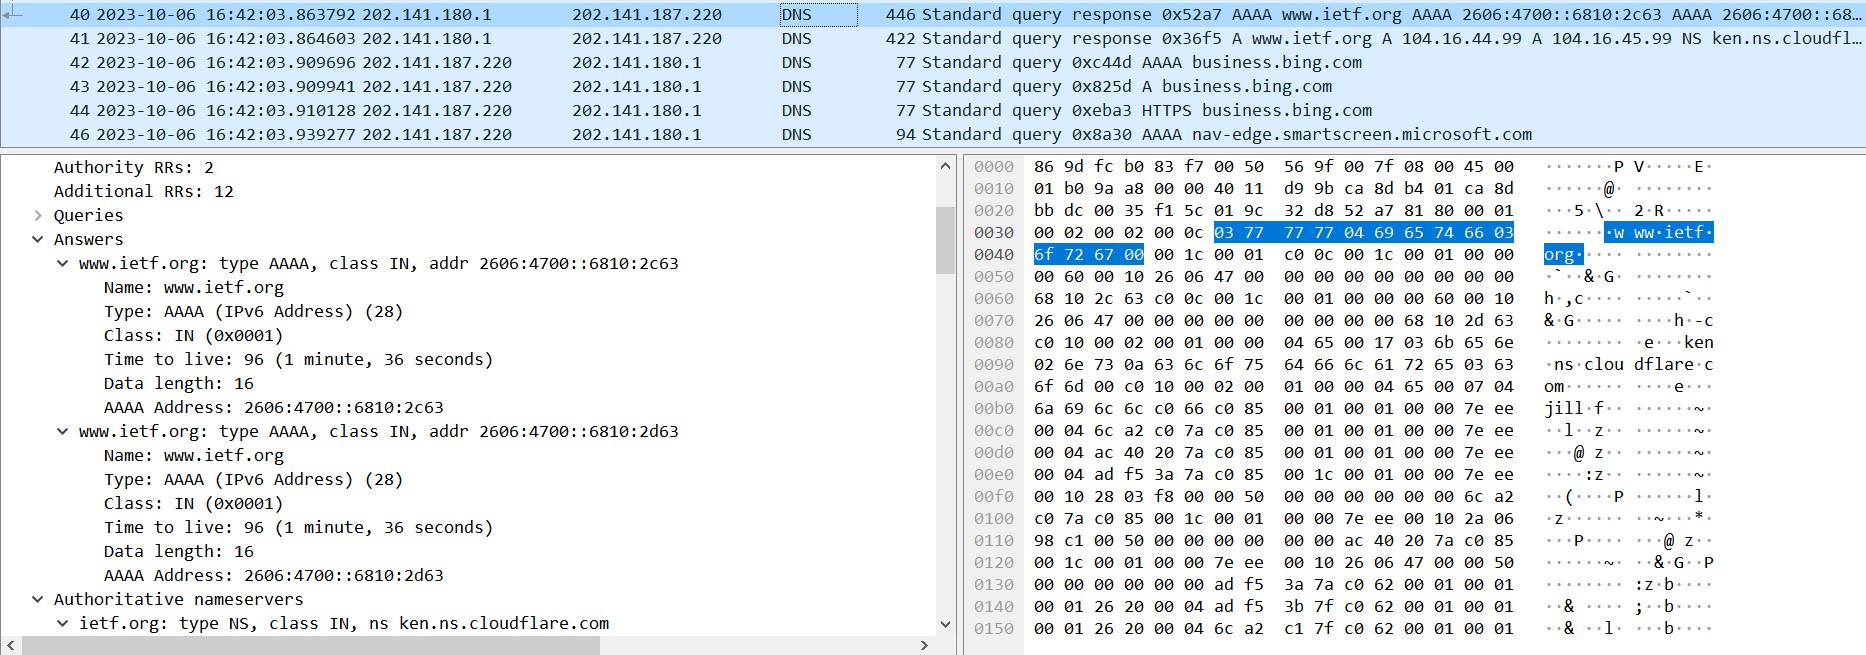 40 2023-10-06 16:42:03.863792 202.141.180.1 202.141.187.220 DNS 446 Standard query response 0x52a7 AAAA www.ietf.org AAAA 2606:4700::6810:2c63 AAAA 2606:4700::68...
41 2023-10-06 16:42:03.864603 202.141.180.1 202.141.187.220 DNS 422 Standard query response 0x36f5 A www.ietf.org A 104.16.44.99 A 104.16.45.99 NS ken.ns.cloudfl...
42 2023-10-06 16:42:03.909696 202.141.187.220 202.141.180.1 DNS 77 Standard query 0xc44d AAAA business.bing.com
43 2023-10-06 16:42:03.909941 202.141.187.220 202.141.180.1 DNS 77 Standard query 0x825d A business.bing.com
44 2023-10-06 16:42:03.910128 202.141.187.220 202.141.180.1 DNS 77 Standard query 0xeba3 HTTPS business.bing.com
46 2023-10-06 16:42:03.939277 202.141.187.220 202.141.180.1 DNS 94 Standard query 0x8a30 AAAA nav-edge.smartscreen.microsoft.com
Authority RRs: 2
Additional RRs: 12
Queries
Answers
www.ietf.org: type AAAA, class IN, addr 2606:4700::6810:2c63
Name: www.ietf.org
Type: AAAA (IPv6 Address) (28)
Class: IN (0x0001)
Time to live: 96 (1 minute, 36 seconds)
Data length: 16
AAAA Address: 2606:4700::6810:2c63
www.ietf.org: type AAAA, class IN, addr 2606:4700::6810:2d63
Name: www.ietf.org
Type: AAAA (IPv6 Address) (28)
Class: IN (0x0001)
Time to live: 96 (1 minute, 36 seconds)
Data length: 16
AAAA Address: 2606:4700::6810:2d63
Authoritative nameservers
ietf.org: type NS, class IN, ns ken.ns.cloudflare.com
0000 86 9d fc b0 83 f7 00 50 56 9f 00 7f 08 00 45 00 ·······P V·····E·
0010 01 b0 9a a8 00 00 40 11 d9 9b ca 8d b4 01 ca 8d ······@· ········
0020 bb dc 00 35 f1 5c 01 9c 32 d8 52 a7 81 80 00 01 ···5·\·· 2·R·····
0030 00 02 00 02 00 0c 03 77 77 77 04 69 65 74 66 03 ·······w ww·ietf·
0040 6f 72 67 00 00 1c 00 01 c0 0c 00 1c 00 01 00 00 org····· ········
0050 00 60 00 10 26 06 47 00 00 00 00 00 00 00 00 00 ·`··&·G· ········
0060 68 10 2c 63 c0 0c 00 1c 00 01 00 00 00 60 00 10 h·,c···· ·····`··
0070 26 06 47 00 00 00 00 00 00 00 00 00 68 10 2d 63 &·G····· ····h·-c
0080 c0 10 00 02 00 01 00 00 04 65 00 17 03 6b 65 6e ········ ·e···ken
0090 02 6e 73 0a 63 6c 6f 75 64 66 6c 61 72 65 03 63 ·ns·clou dflare·c
00a0 6f 6d 00 c0 10 00 02 00 01 00 00 04 65 00 07 04 om······ ····e···
00b0 6a 69 6c 6c c0 66 c0 85 00 01 00 01 00 00 7e ee jill·f·· ······~·
00c0 00 04 6c a2 c0 7a c0 85 00 01 00 01 00 00 7e ee ··l··z·· ······~·
00d0 00 04 ac 40 20 7a c0 85 00 01 00 01 00 00 7e ee ···@ z·· ······~·
00e0 00 04 ad f5 3a 7a c0 85 00 1c 00 01 00 00 7e ee ····:z·· ······~·
00f0 00 10 28 03 f8 00 00 50 00 00 00 00 00 00 6c a2 ··(····P ······l·
0100 c0 7a c0 85 00 1c 00 01 00 00 7e ee 00 10 2a 06 ·z······ ··~···*·
0110 98 c1 00 50 00 00 00 00 00 00 ac 40 20 7a c0 85 ···P···· ···@ z··
0120 00 1c 00 01 00 00 7e ee 00 10 26 06 47 00 00 50 ······~· ··&·G··P
0130 00 00 00 00 00 00 ad f5 3a 7a c0 62 00 01 00 01 ········ :z·b····
0140 00 01 26 20 00 04 ad f5 3b 7f c0 62 00 01 00 01 ··& ···· ;··b····
0150 00 01 26 20 00 04 6c a2 c1 7f c0 62 00 01 00 01 ··& ··l· ···b····